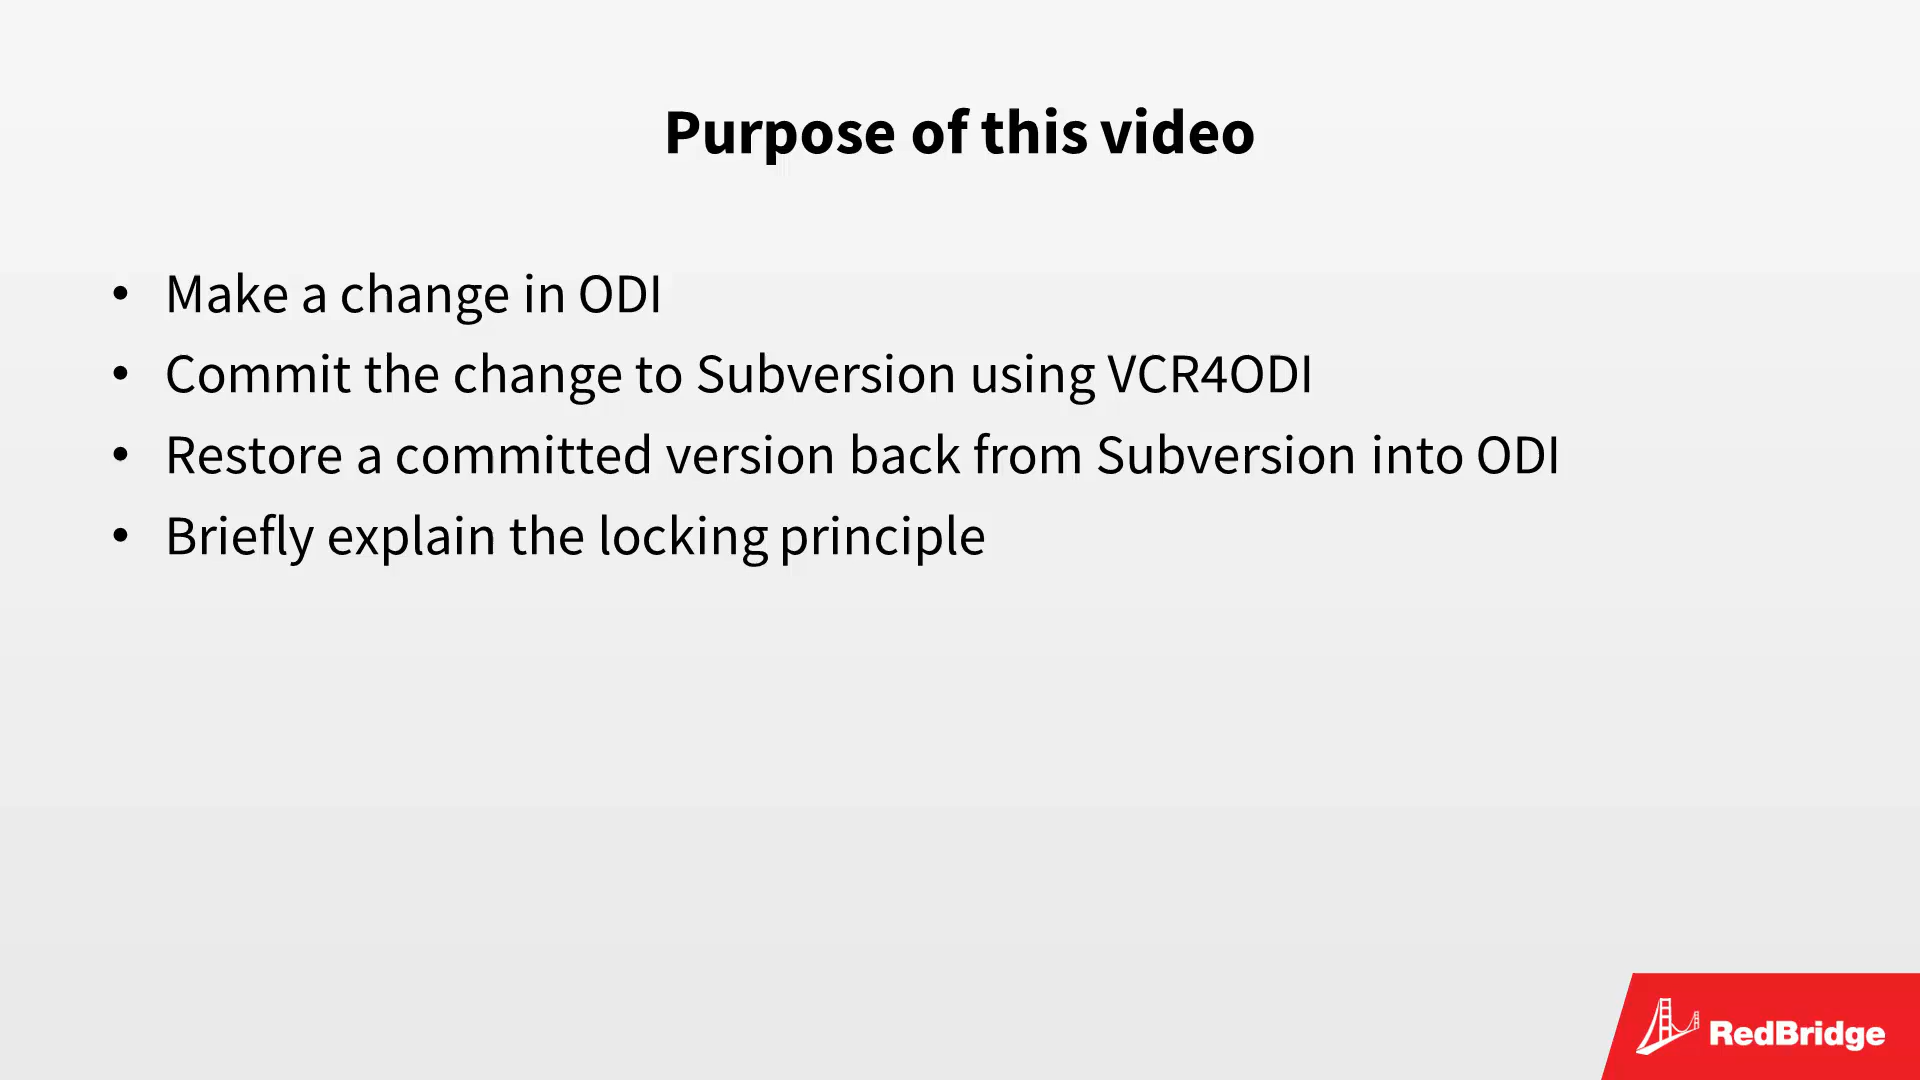 Purpose of this video
• Make a change in ODI
• Commit the change to Subversion using VCR4ODI
• Restore a committed version back from Subversion into ODI
• Briefly explain the locking principle
RedBridge